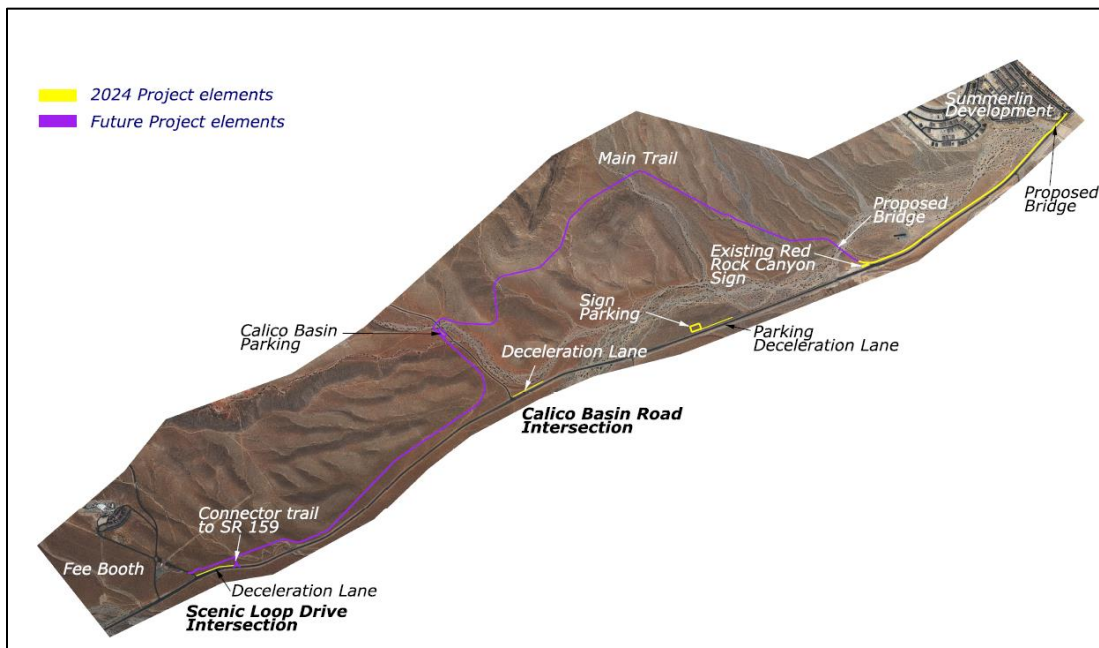 2024 Project elements
Future Project elements
Summerlin
Development
Main Trail
Proposed
Bridge
Proposed
Bridge
Existing Red
Rock Canyon
Sign
Sign
Parking
Calico Basin
Parking
Deceleration Lane
Parking
Deceleration Lane
Calico Basin Road
Intersection
Connector trail
to SR 159
Fee Booth
Deceleration Lane
Scenic Loop Drive
Intersection